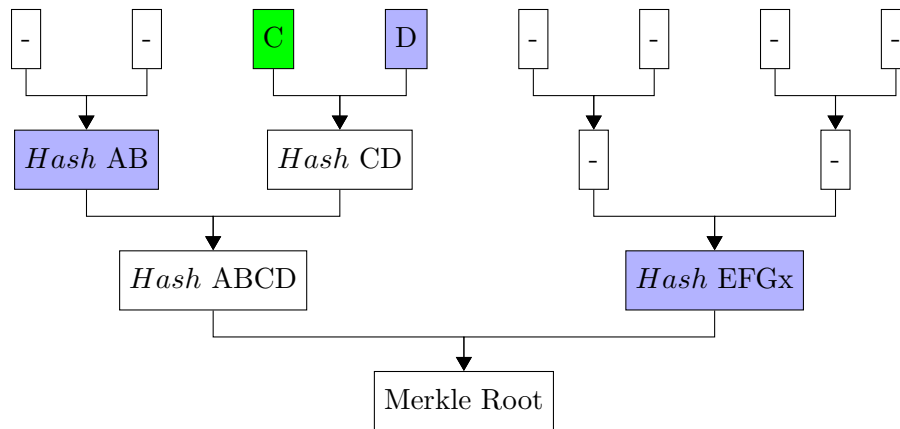 -
-
C
D
-
-
-
-
Hash AB
Hash CD
-
-
Hash ABCD
Hash EFGx
Merkle Root